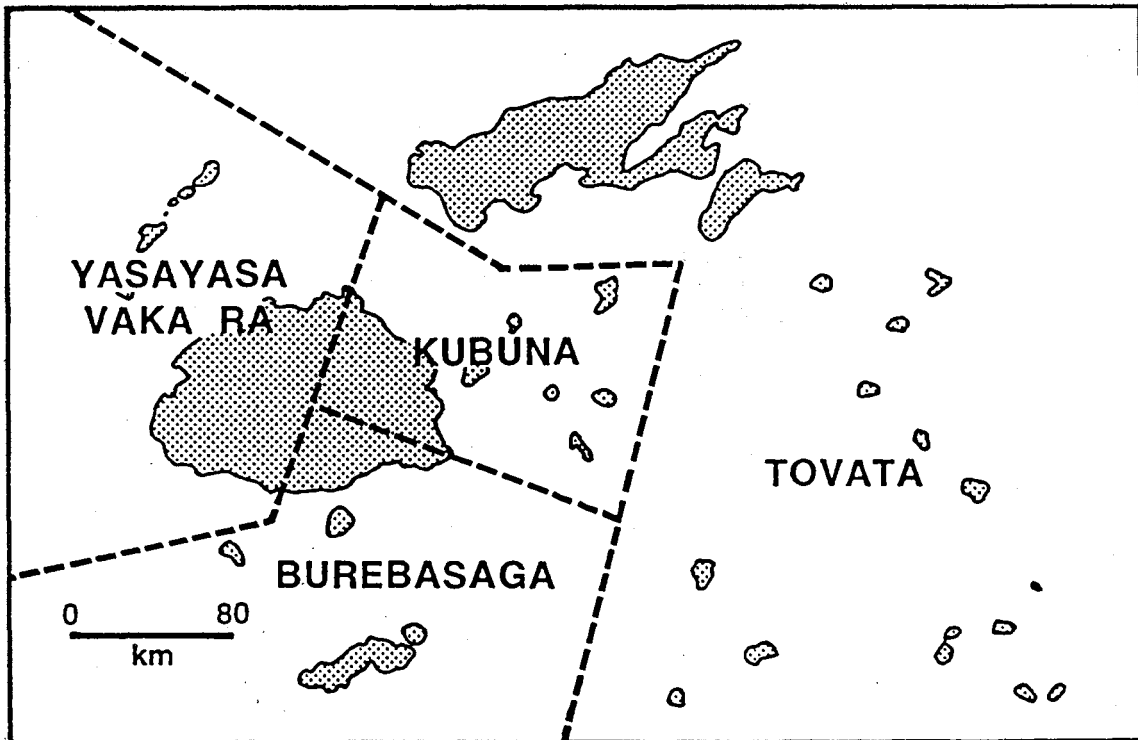 YASAYASA
VAKA RA
KUBUNA
TOVATA
BUREBASAGA
0 80
km